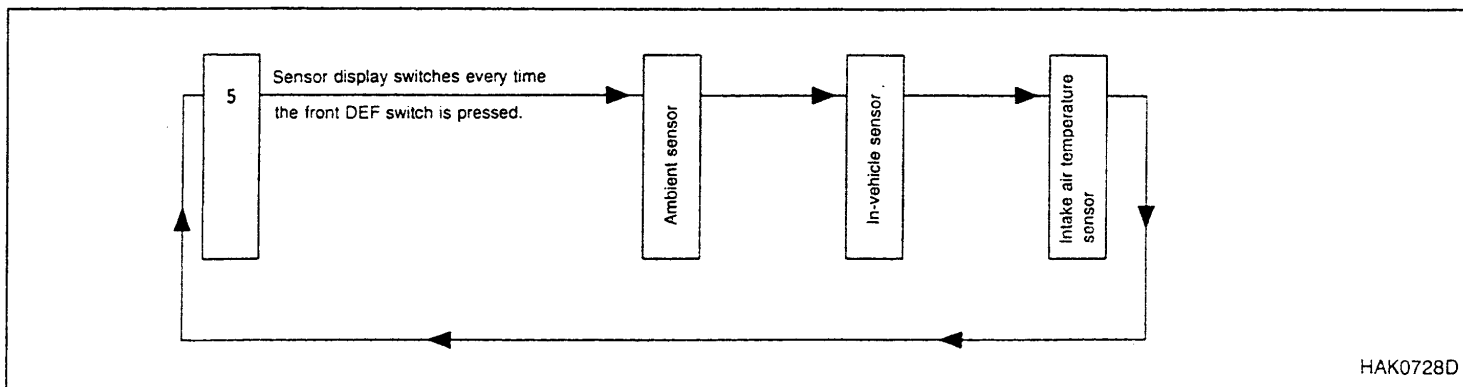 5
Sensor display switches every time
the front DEF switch is pressed.
Ambient sensor
In-vehicle sensor
Intake air temperature
sensor
HAK0728D